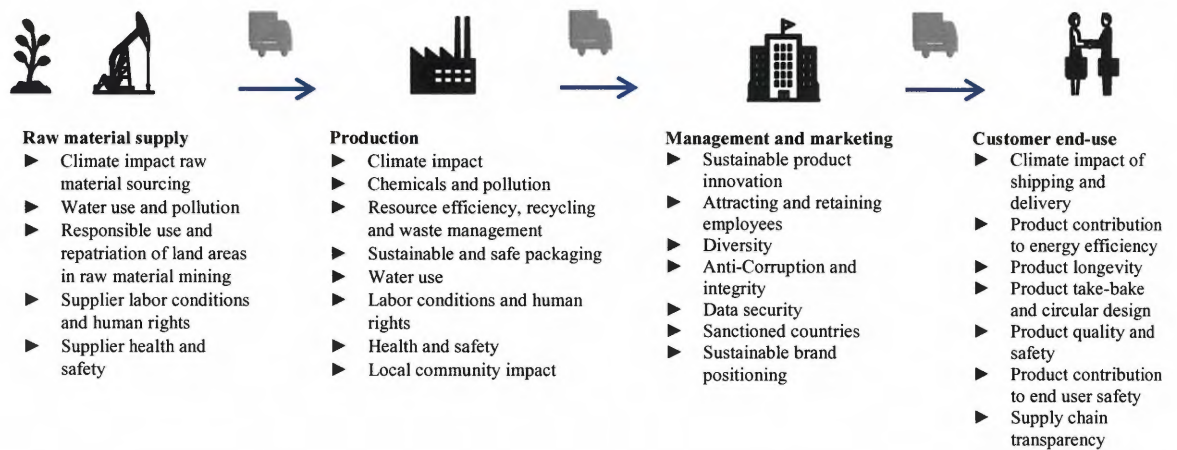 Raw material supply
► Climate impact raw
material sourcing
► Water use and pollution
► Responsible use and
repatriation of land areas
in raw material mining
► Supplier labor conditions
and human rights
► Supplier health and
safety
Production
► Climate impact
► Chemicals and pollution
► Resource efficiency, recycling
and waste management
► Sustainable and safe packaging
► Water use
► Labor conditions and human
rights
► Health and safety
► Local community impact
Management and marketing
► Sustainable product
innovation
► Attracting and retaining
employees
► Diversity
► Anti-Corruption and
integrity
► Data security
► Sanctioned countries
► Sustainable brand
positioning
Customer end-use
► Climate impact of
shipping and
delivery
► Product contribution
to energy efficiency
► Product longevity
► Product take-bake
and circular design
► Product quality and
safety
► Product contribution
to end user safety
► Supply chain
transparency